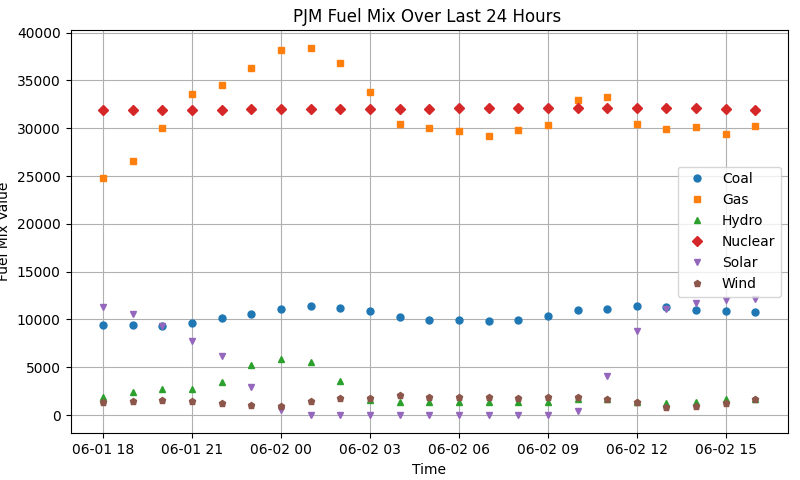 PJM Fuel Mix Over Last 24 Hours
40000
35000
30000
25000
20000
15000
10000
5000
0
Fuel Mix Value
Coal
Gas
Hydro
Nuclear
Solar
Wind
06-01 18
06-01 21
06-02 00
06-02 03
06-02 06
06-02 09
06-02 12
06-02 15
Time